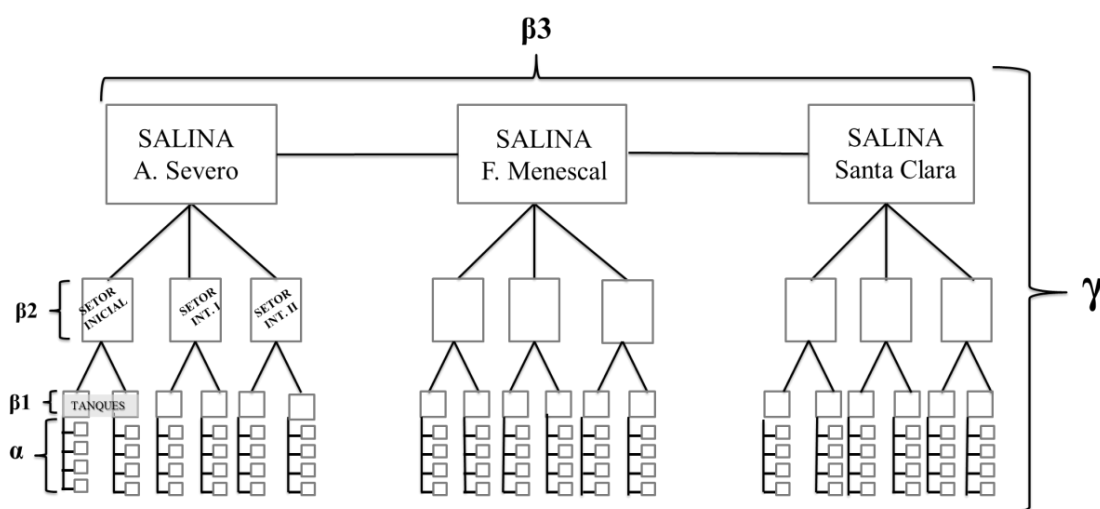 β3
SALINA
A. Severo
SALINA
F. Menescal
SALINA
Santa Clara
γ
β2
SETOR
INICIAL
SETOR
INT. I
SETOR
INT. II
β1
TANQUES
α